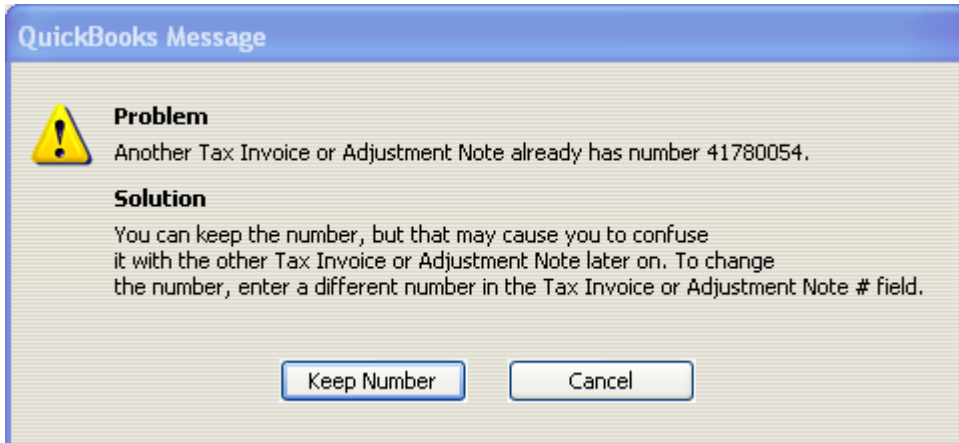 QuickBooks Message
Problem
Another Tax Invoice or Adjustment Note already has number 41780054.
Solution
You can keep the number, but that may cause you to confuse
it with the other Tax Invoice or Adjustment Note later on. To change
the number, enter a different number in the Tax Invoice or Adjustment Note # field.
Keep Number Cancel